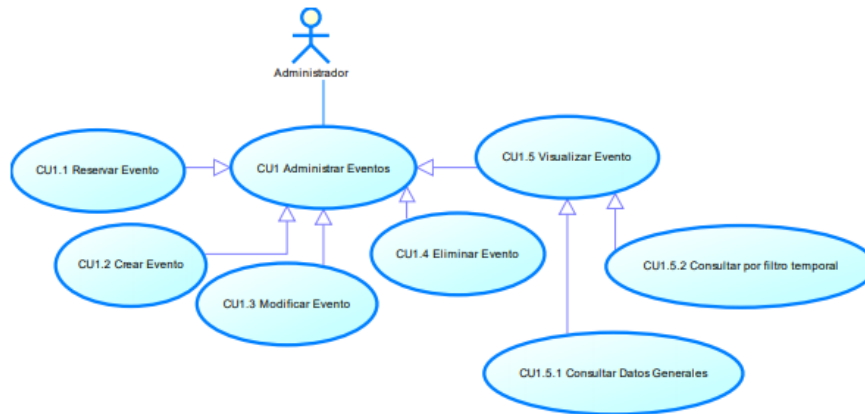 Administrador
CU1.1 Reservar Evento
CU1 Administrar Eventos
CU1.5 Visualizar Evento
CU1.2 Crear Evento
CU1.4 Eliminar Evento
CU1.5.2 Consultar por filtro temporal
CU1.3 Modificar Evento
CU1.5.1 Consultar Datos Generales